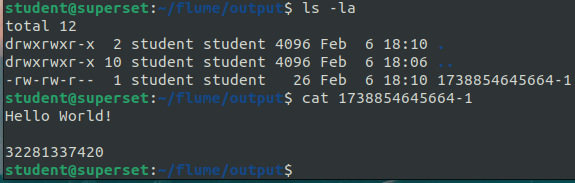 student@superset:~/flume/output$ ls -la
total 12
drwxrwxr-x  2 student student 4096 Feb  6 18:10 .
drwxrwxr-x 10 student student 4096 Feb  6 18:06 ..
-rw-rw-r--  1 student student   26 Feb  6 18:10 1738854645664-1
student@superset:~/flume/output$ cat 1738854645664-1
Hello World!

32281337420
student@superset:~/flume/output$